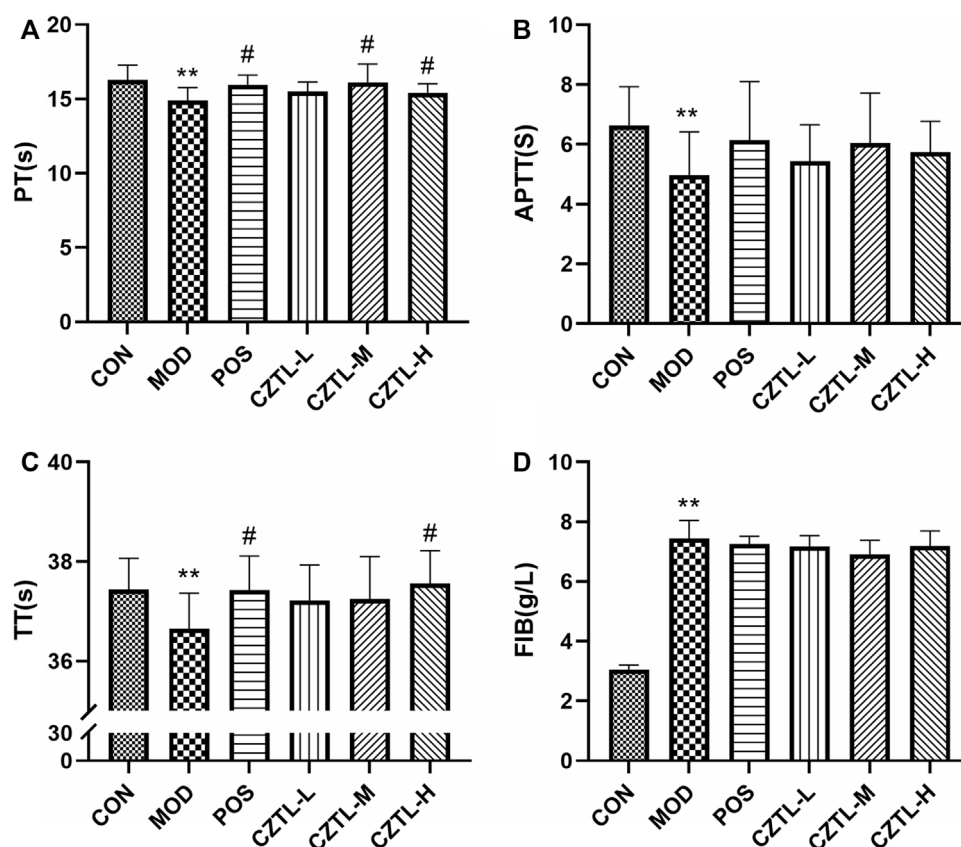 A
PT(s)
20
15
10
5
0
**
#
#
#
CON
MOD
POS
CZTL-L
CZTL-M
CZTL-H
B
APTT(S)
10
8
6
4
2
0
**
CON
MOD
POS
CZTL-L
CZTL-M
CZTL-H
C
TT(s)
40
38
36
30
0
**
#
#
CON
MOD
POS
CZTL-L
CZTL-M
CZTL-H
D
FIB(g/L)
10
8
6
4
2
0
**
CON
MOD
POS
CZTL-L
CZTL-M
CZTL-H